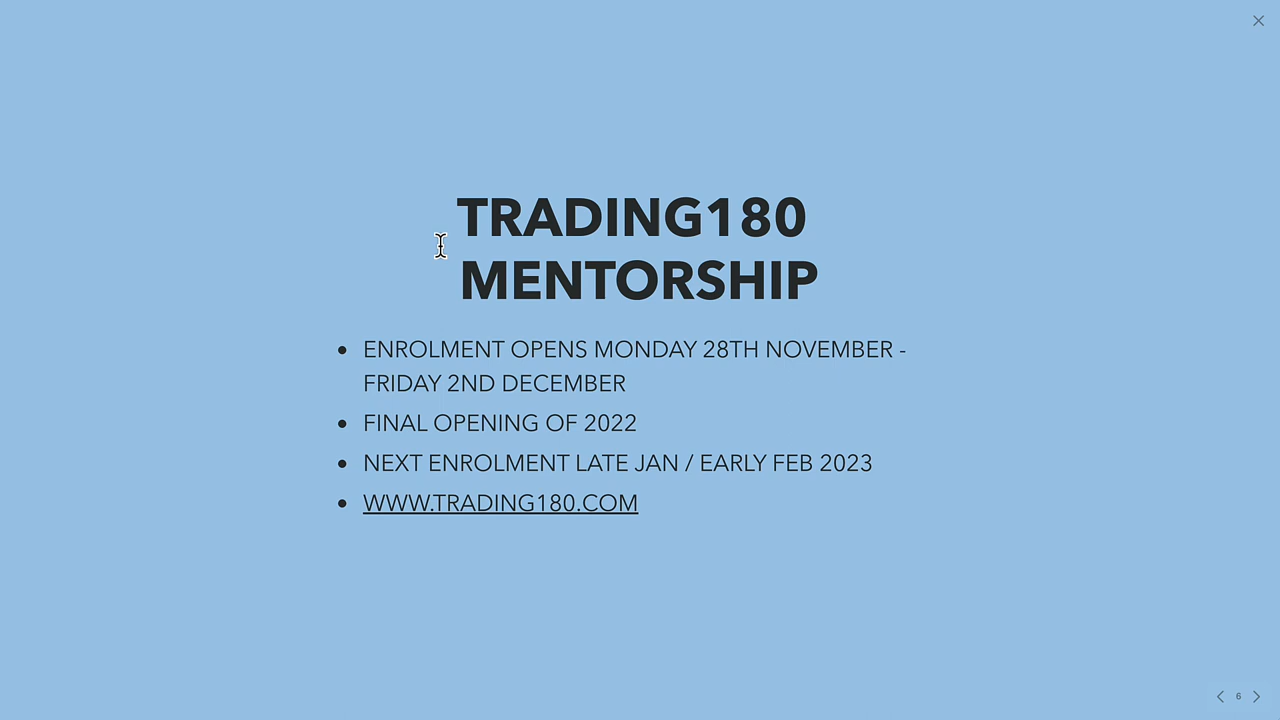 TRADING180
MENTORSHIP
• ENROLMENT OPENS MONDAY 28TH NOVEMBER -
FRIDAY 2ND DECEMBER
• FINAL OPENING OF 2022
• NEXT ENROLMENT LATE JAN / EARLY FEB 2023
• WWW.TRADING180.COM
6